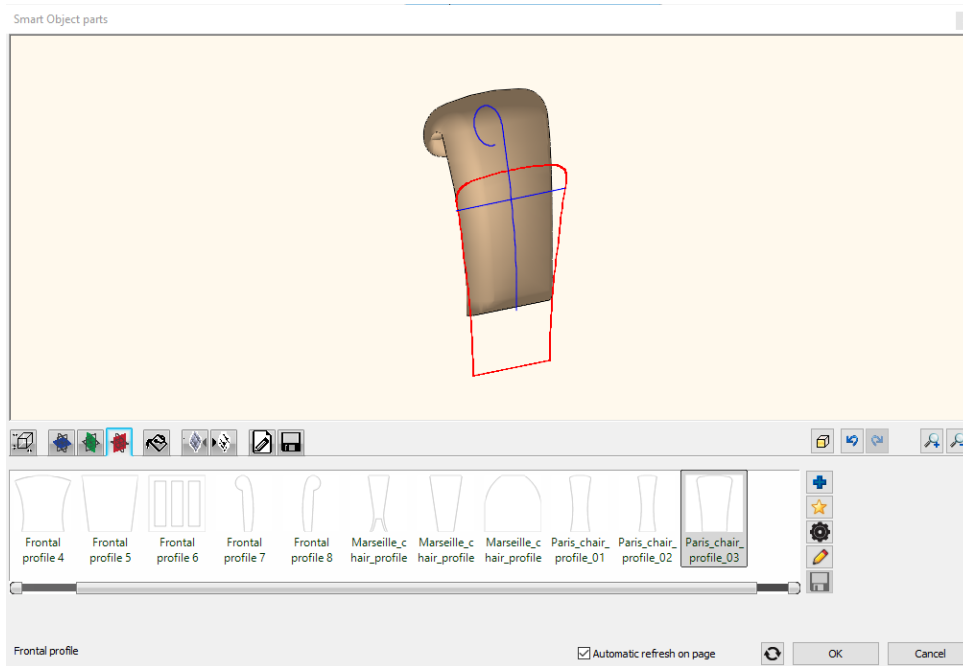 Smart Object parts
Frontal
profile 4
Frontal
profile 5
Frontal
profile 6
Frontal
profile 7
Frontal
profile 8
Marseille_c
hair_profile
Marseille_c
hair_profile
Marseille_c
hair_profile
Paris_chair_
profile_01
Paris_chair_
profile_02
Paris_chair_
profile_03
Frontal profile
Automatic refresh on page
OK
Cancel